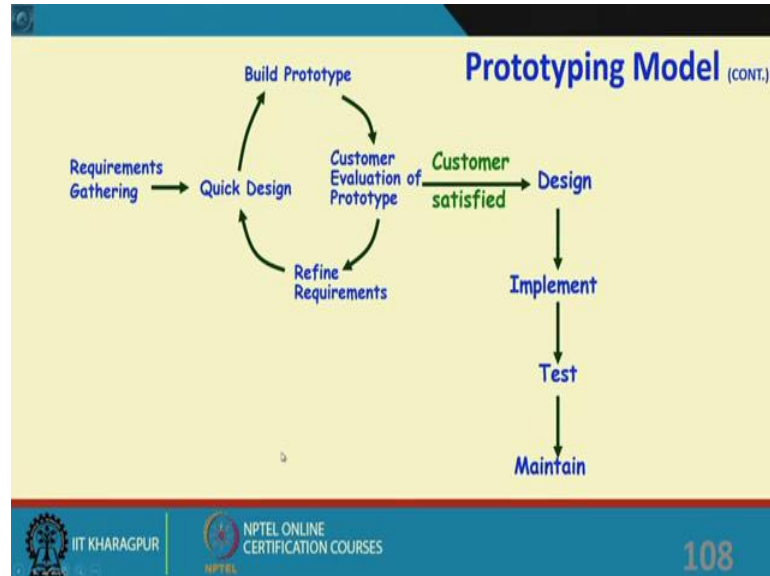 Prototyping Model (CONT.)
Build Prototype
Requirements
Gathering
Quick Design
Customer
Evaluation of
Prototype
Customer
satisfied
Design
Refine
Requirements
Implement
Test
Maintain
IIT KHARAGPUR
NPTEL
NPTEL ONLINE
CERTIFICATION COURSES
108